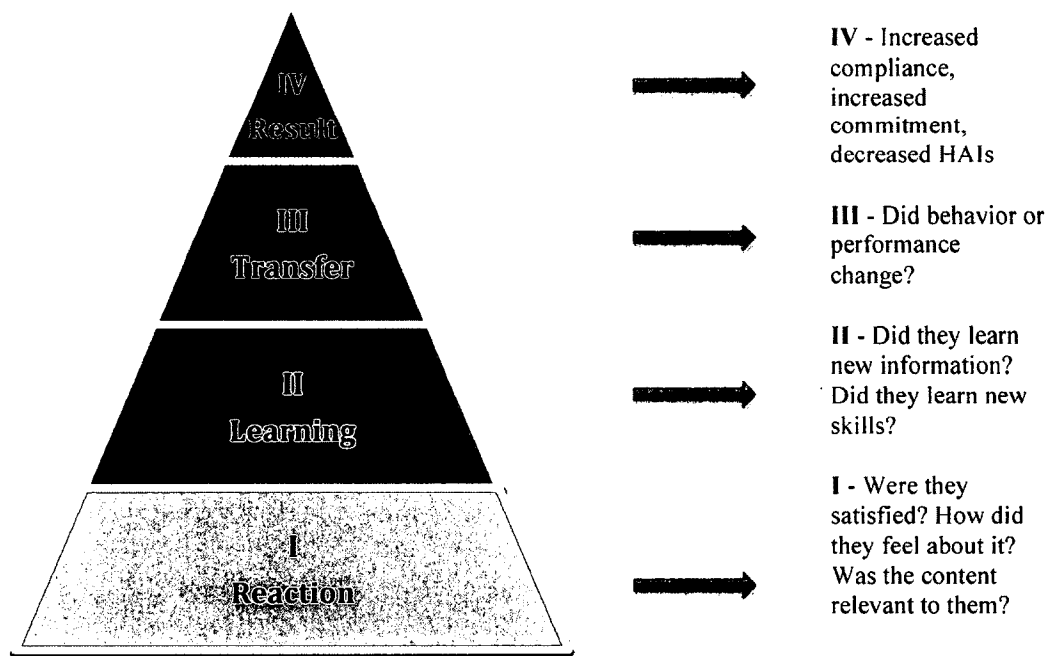 IV
Result
IV - Increased
compliance,
increased
commitment,
decreased HAIs
III
Transfer
III - Did behavior or
performance
change?
II
Learning
II - Did they learn
new information?
Did they learn new
skills?
I
Reaction
I - Were they
satisfied? How did
they feel about it?
Was the content
relevant to them?